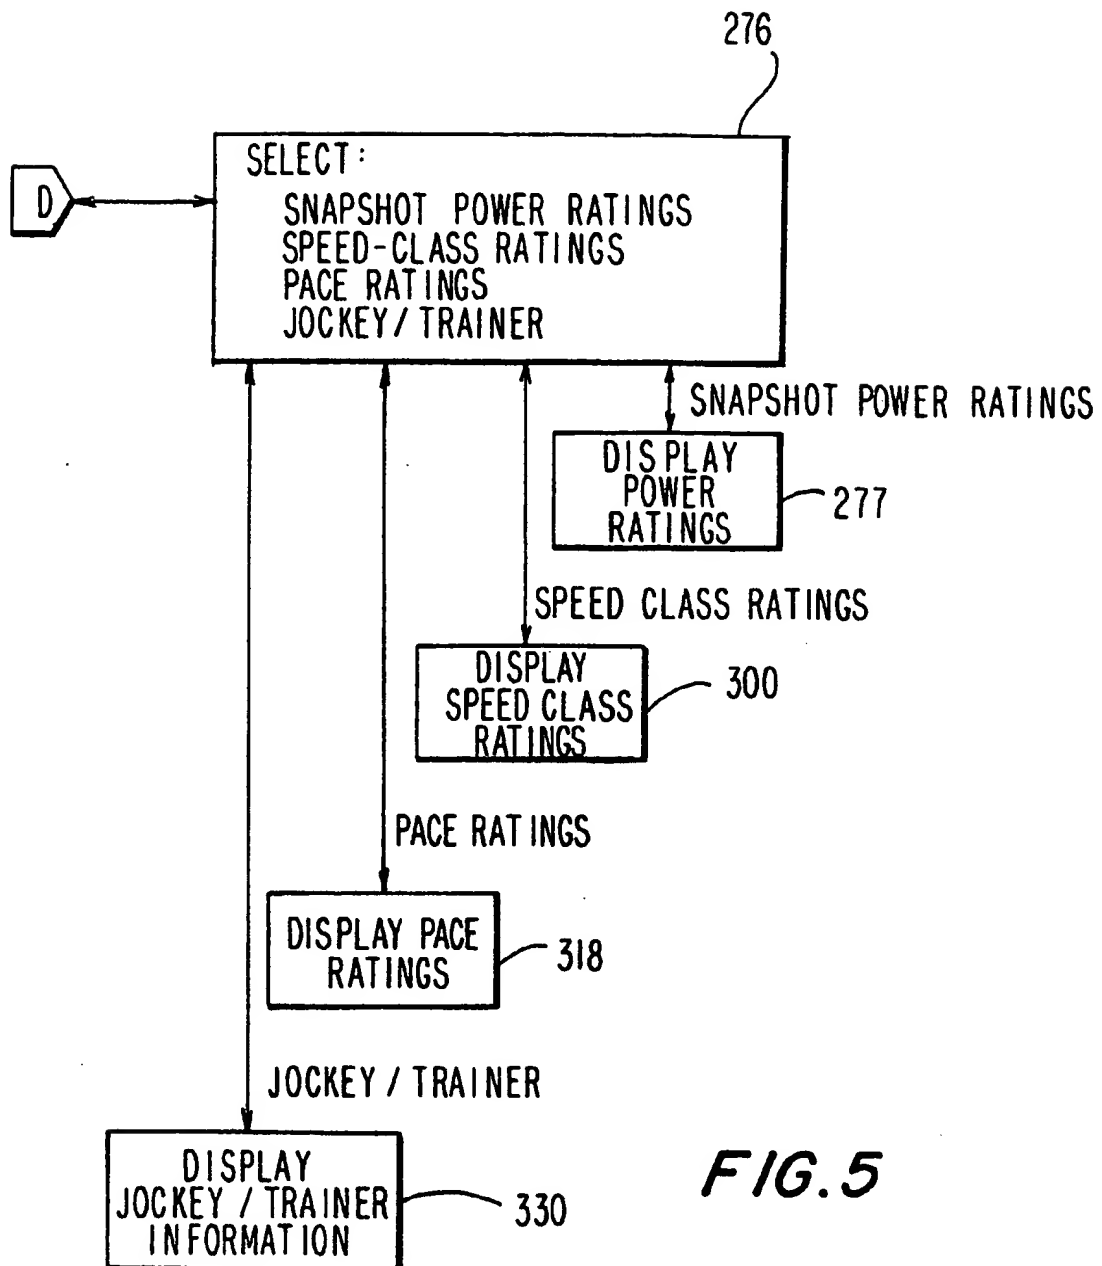 276
D
SELECT:
SNAPSHOT POWER RATINGS
SPEED-CLASS RATINGS
PACE RATINGS
JOCKEY/TRAINER
SNAPSHOT POWER RATINGS
DISPLAY
POWER
RATINGS
277
SPEED CLASS RATINGS
DISPLAY
SPEED CLASS
RATINGS
300
PACE RATINGS
DISPLAY PACE
RATINGS
318
JOCKEY / TRAINER
DISPLAY
JOCKEY / TRAINER
INFORMATION
330
FIG. 5